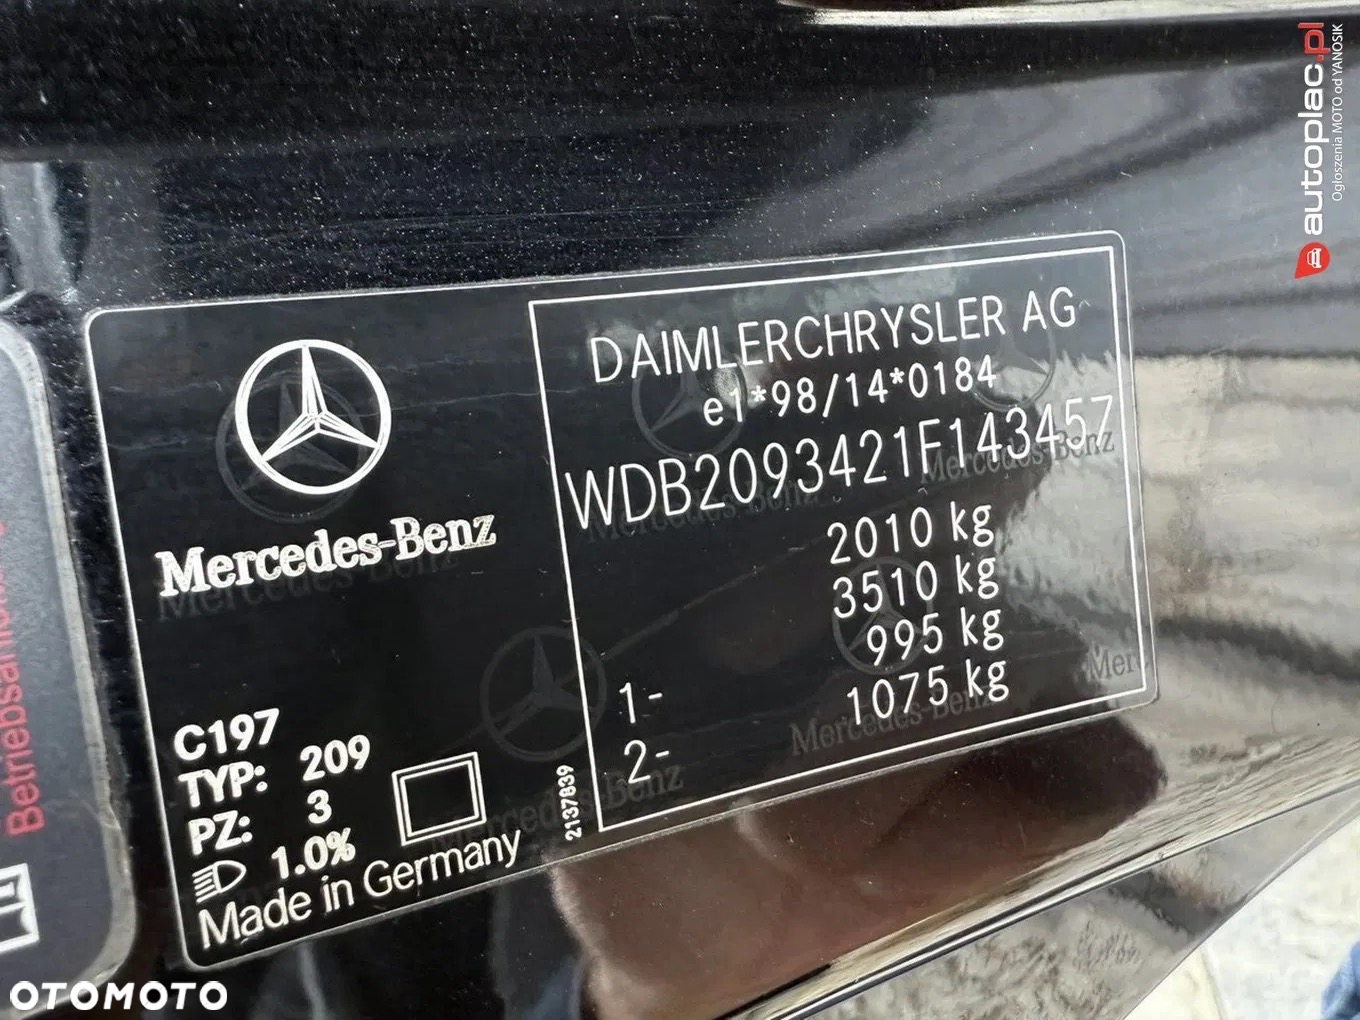 autoplac.pl
Ogłoszenia MOTO od YANOSIK
DAIMLERCHRYSLER AG
e1*98/14*0184
WDB2093421F143457
2010 kg
3510 kg
1- 995 kg
2- 1075 kg
Mercedes-Benz
C197
TYP: 209
PZ: 3
1.0%
Made in Germany
2137839
OTOMOTO